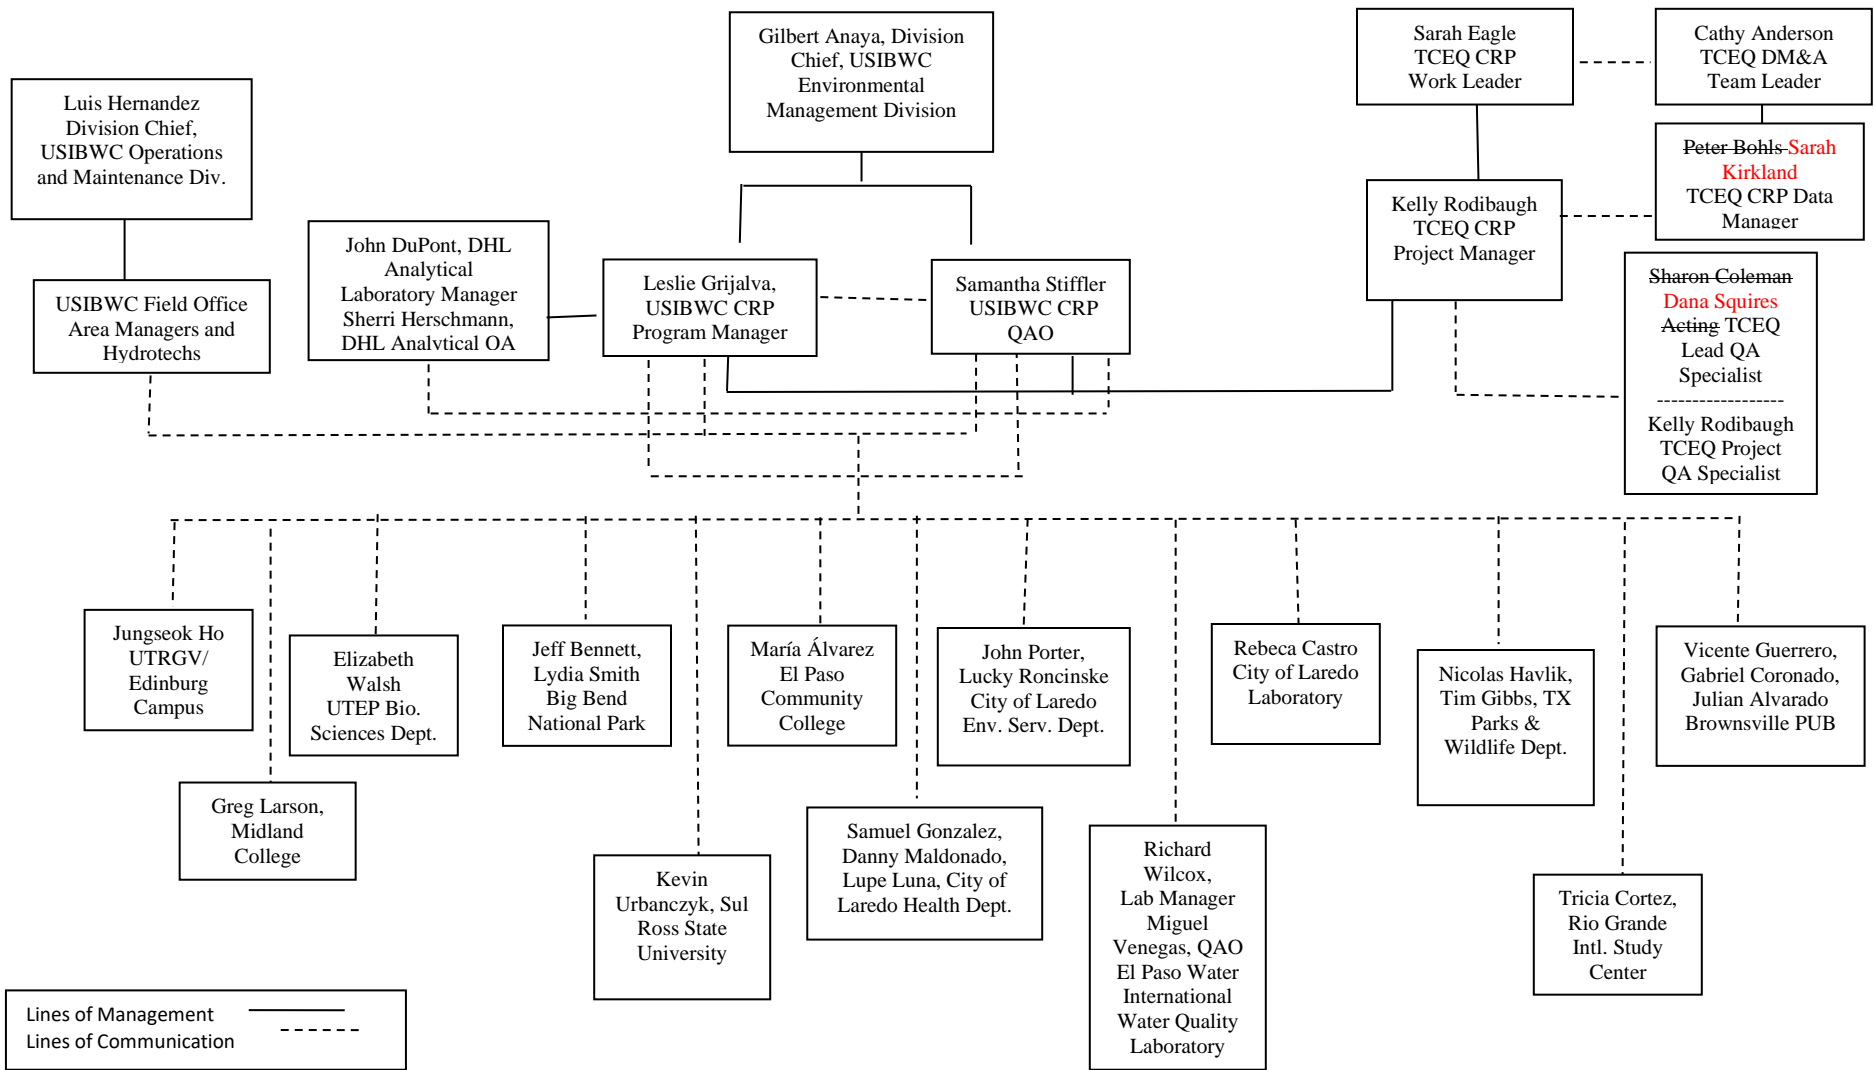 Gilbert Anaya, Division
Chief, USIBWC
Environmental
Management Division
Sarah Eagle
TCEQ CRP
Work Leader
Cathy Anderson
TCEQ DM&A
Team Leader
Luis Hernandez
Division Chief,
USIBWC Operations
and Maintenance Div.
Peter Bohls Sarah
Kirkland
TCEQ CRP Data
Manager
Kelly Rodibaugh
TCEQ CRP
Project Manager
John DuPont, DHL
Analytical
Laboratory Manager
Sherri Herschmann,
DHL Analytical QA
Leslie Grijalva,
USIBWC CRP
Program Manager
Samantha Stiffler
USIBWC CRP
QAO
USIBWC Field Office
Area Managers and
Hydrotechs
Sharon Coleman
Dana Squires
Acting TCEQ
Lead QA
Specialist
-------------------
Kelly Rodibaugh
TCEQ Project
QA Specialist
Jungseok Ho
UTRGV/
Edinburg
Campus
Elizabeth
Walsh
UTEP Bio.
Sciences Dept.
Jeff Bennett,
Lydia Smith
Big Bend
National Park
María Álvarez
El Paso
Community
College
John Porter,
Lucky Roncinske
City of Laredo
Env. Serv. Dept.
Rebeca Castro
City of Laredo
Laboratory
Nicolas Havlik,
Tim Gibbs, TX
Parks &
Wildlife Dept.
Vicente Guerrero,
Gabriel Coronado,
Julian Alvarado
Brownsville PUB
Greg Larson,
Midland
College
Kevin
Urbanczyk, Sul
Ross State
University
Samuel Gonzalez,
Danny Maldonado,
Lupe Luna, City of
Laredo Health Dept.
Richard
Wilcox,
Lab Manager
Miguel
Venegas, QAO
El Paso Water
International
Water Quality
Laboratory
Tricia Cortez,
Rio Grande
Intl. Study
Center
Lines of Management
Lines of Communication